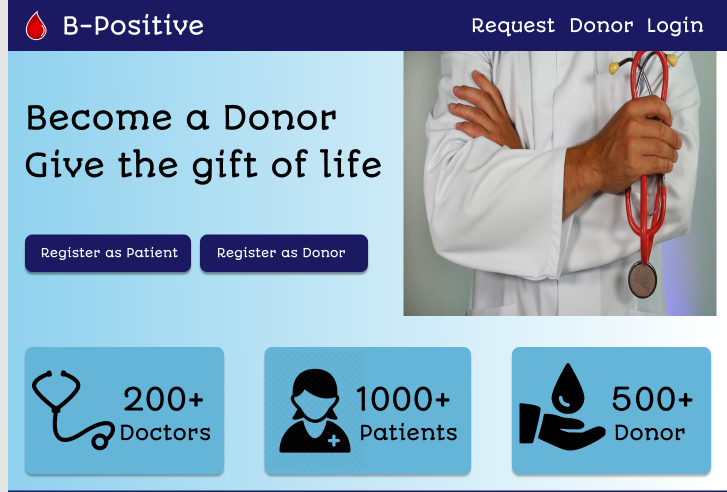 B-Positive
Request Donor Login
Become a Donor
Give the gift of life
Register as Patient
Register as Donor
200+
Doctors
1000+
Patients
500+
Donor